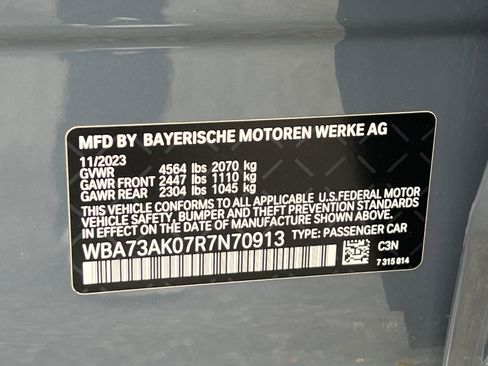 MFD BY BAYERISCHE MOTOREN WERKE AG
11/2023
GVWR 4564 lbs 2070 kg
GAWR FRONT 2447 lbs 1110 kg
GAWR REAR 2304 lbs 1045 kg
THIS VEHICLE CONFORMS TO ALL APPLICABLE U.S.FEDERAL MOTOR
VEHICLE SAFETY, BUMPER, AND THEFT PREVENTION STANDARDS IN
EFFECT ON THE DATE OF MANUFACTURE SHOWN ABOVE.
WBA73AK07R7N70913 TYPE: PASSENGER CAR
C3N
7 315 814